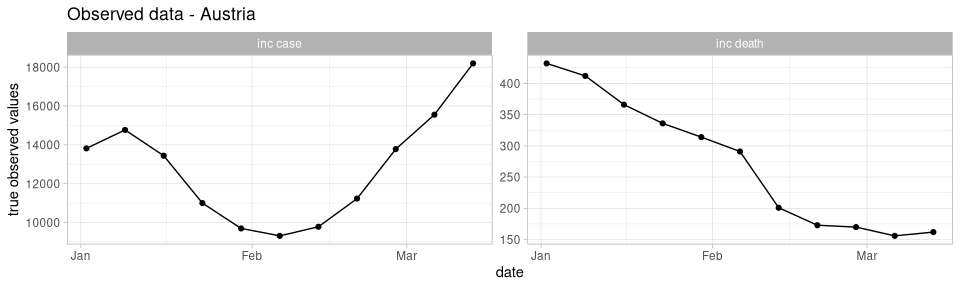 Observed data - Austria
inc case
inc death
true observed values
18000
16000
14000
12000
10000
400
350
300
250
200
150
Jan
Feb
Mar
Jan
Feb
Mar
date